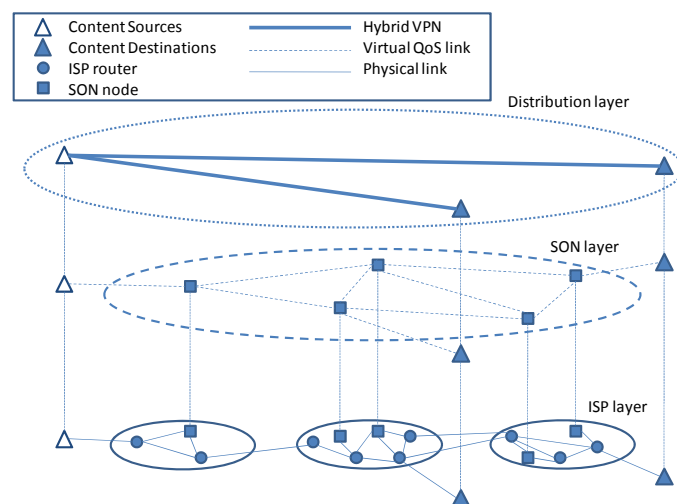 Content Sources
Hybrid VPN
Content Destinations
Virtual QoS link
ISP router
Physical link
SON node
Distribution layer
SON layer
ISP layer